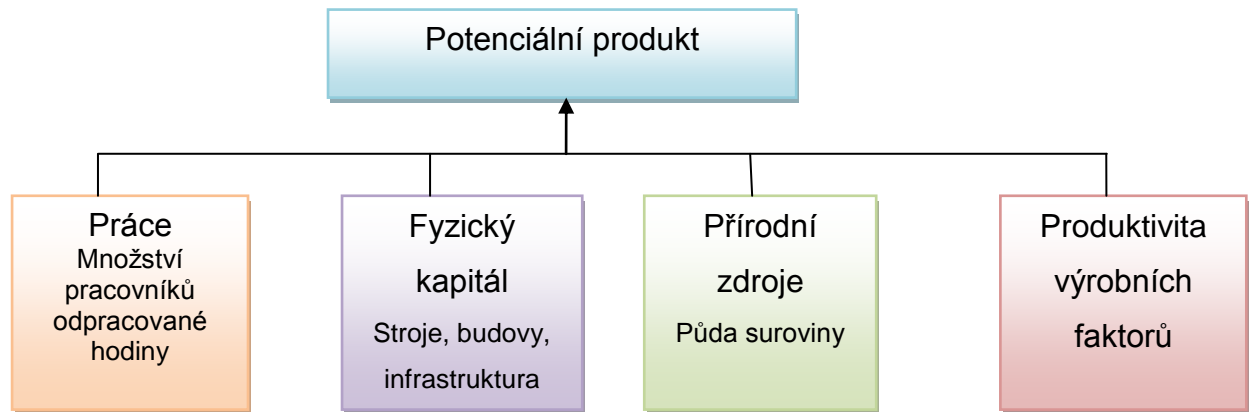 Potenciální produkt
Práce
Množství
pracovníků
odpracované
hodiny
Fyzický
kapitál
Stroje, budovy,
infrastruktura
Přírodní
zdroje
Půda suroviny
Produktivita
výrobních
faktorů